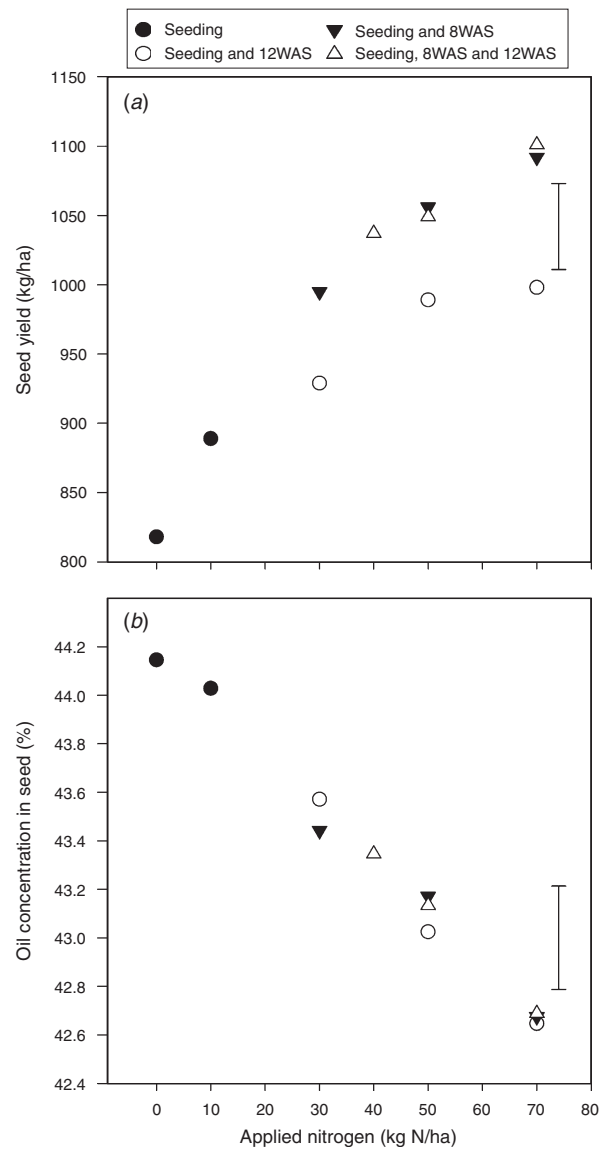 Seeding
Seeding and 8WAS
Seeding and 12WAS
Seeding, 8WAS and 12WAS
(a)
1150
1100
1050
1000
950
900
850
800
Seed yield (kg/ha)
(b)
44.2
44.0
43.8
43.6
43.4
43.2
43.0
42.8
42.6
42.4
Oil concentration in seed (%)
0 10 20 30 40 50 60 70 80
Applied nitrogen (kg N/ha)